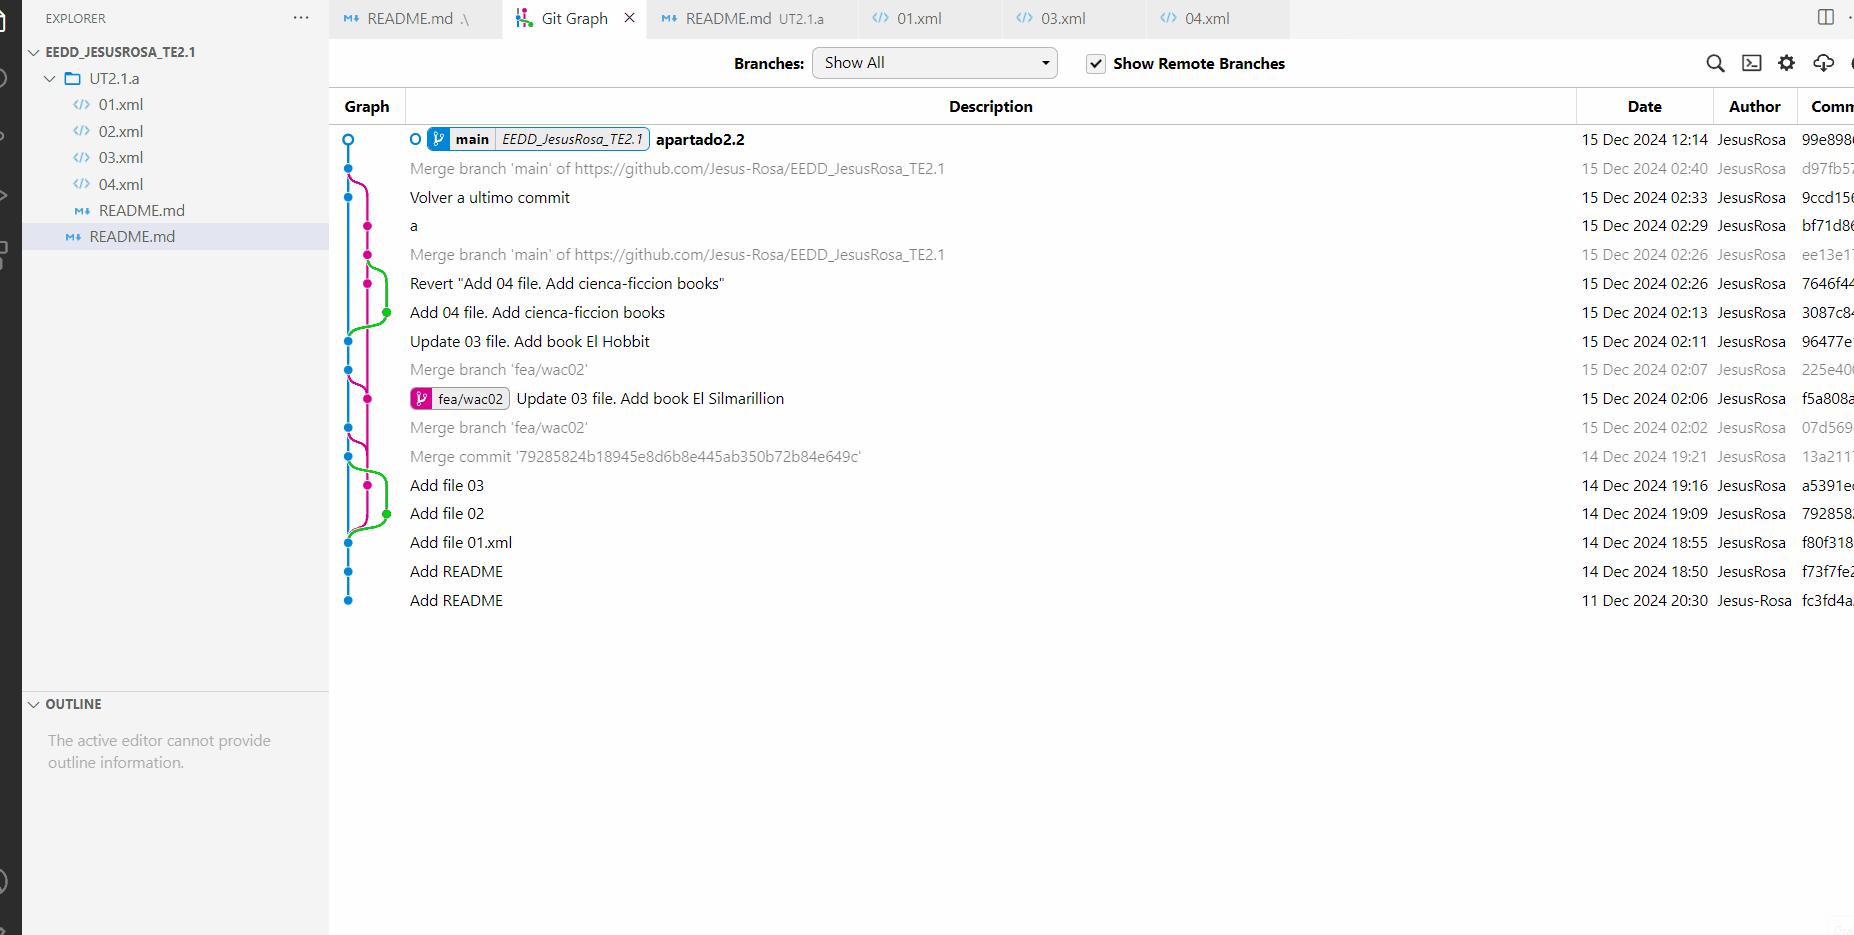 EXPLORER ...
EEDD_JESUSROSA_TE2.1
UT2.1.a
01.xml
02.xml
03.xml
04.xml
README.md
README.md
OUTLINE
The active editor cannot provide
outline information.
README.md .\ Git Graph README.md UT2.1.a 01.xml 03.xml 04.xml
Branches: Show All Show Remote Branches
Graph Description Date Author Comm
main EEDD_JesusRosa_TE2.1 apartado2.2 15 Dec 2024 12:14 JesusRosa 99e898
Merge branch 'main' of https://github.com/Jesus-Rosa/EEDD_JesusRosa_TE2.1 15 Dec 2024 02:40 JesusRosa d97fb57
Volver a ultimo commit 15 Dec 2024 02:33 JesusRosa 9ccd156
a 15 Dec 2024 02:29 JesusRosa bf71d86
Merge branch 'main' of https://github.com/Jesus-Rosa/EEDD_JesusRosa_TE2.1 15 Dec 2024 02:26 JesusRosa ee13e17
Revert "Add 04 file. Add cienca-ficcion books" 15 Dec 2024 02:26 JesusRosa 7646f44
Add 04 file. Add cienca-ficcion books 15 Dec 2024 02:13 JesusRosa 3087c84
Update 03 file. Add book El Hobbit 15 Dec 2024 02:11 JesusRosa 96477e
Merge branch 'fea/wac02' 15 Dec 2024 02:07 JesusRosa 225e400
fea/wac02 Update 03 file. Add book El Silmarillion 15 Dec 2024 02:06 JesusRosa f5a808a
Merge branch 'fea/wac02' 15 Dec 2024 02:02 JesusRosa 07d569
Merge commit '79285824b18945e8d6b8e445ab350b72b84e649c' 14 Dec 2024 19:21 JesusRosa 13a211
Add file 03 14 Dec 2024 19:16 JesusRosa a5391e
Add file 02 14 Dec 2024 19:09 JesusRosa 792858
Add file 01.xml 14 Dec 2024 18:55 JesusRosa f80f318
Add README 14 Dec 2024 18:50 JesusRosa f73f7fe2
Add README 11 Dec 2024 20:30 Jesus-Rosa fc3fd4a